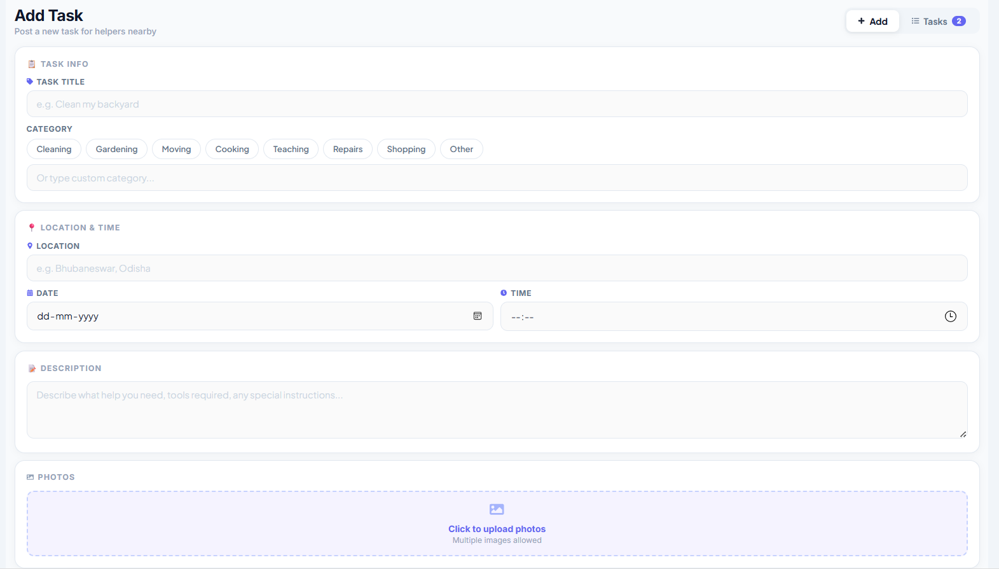 Add Task
Post a new task for helpers nearby
+ Add
Tasks 2
TASK INFO
TASK TITLE
e.g. Clean my backyard
CATEGORY
Cleaning Gardening Moving Cooking Teaching Repairs Shopping Other
Or type custom category...
LOCATION & TIME
LOCATION
e.g. Bhubaneswar, Odisha
DATE TIME
dd-mm-yyyy --:--
DESCRIPTION
Describe what help you need, tools required, any special instructions...
PHOTOS
Click to upload photos
Multiple images allowed